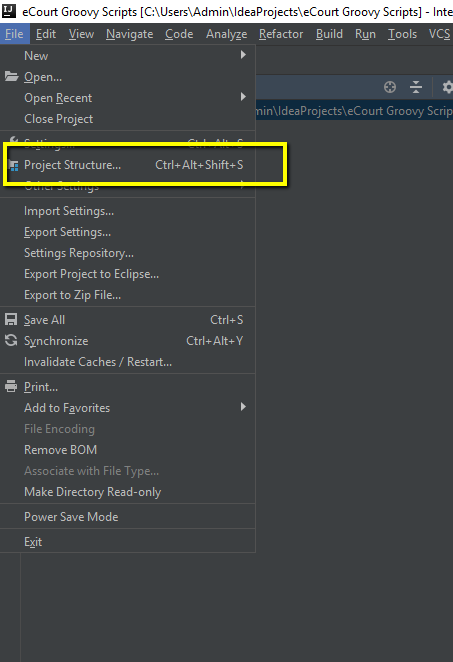 IJ eCourt Groovy Scripts [C:\Users\Admin\IdeaProjects\eCourt Groovy Scripts] - Inte
File Edit View Navigate Code Analyze Refactor Build Run Tools VCS
New
Open...
min\IdeaProjects\eCourt Groovy Scrip
Open Recent
Close Project
Settings... Ctrl+Alt+S
Project Structure... Ctrl+Alt+Shift+S
Other Settings
Import Settings...
Export Settings...
Settings Repository...
Export Project to Eclipse...
Export to Zip File...
Save All Ctrl+S
Synchronize Ctrl+Alt+Y
Invalidate Caches / Restart...
Print...
Add to Favorites
File Encoding
Remove BOM
Associate with File Type...
Make Directory Read-only
Power Save Mode
Exit